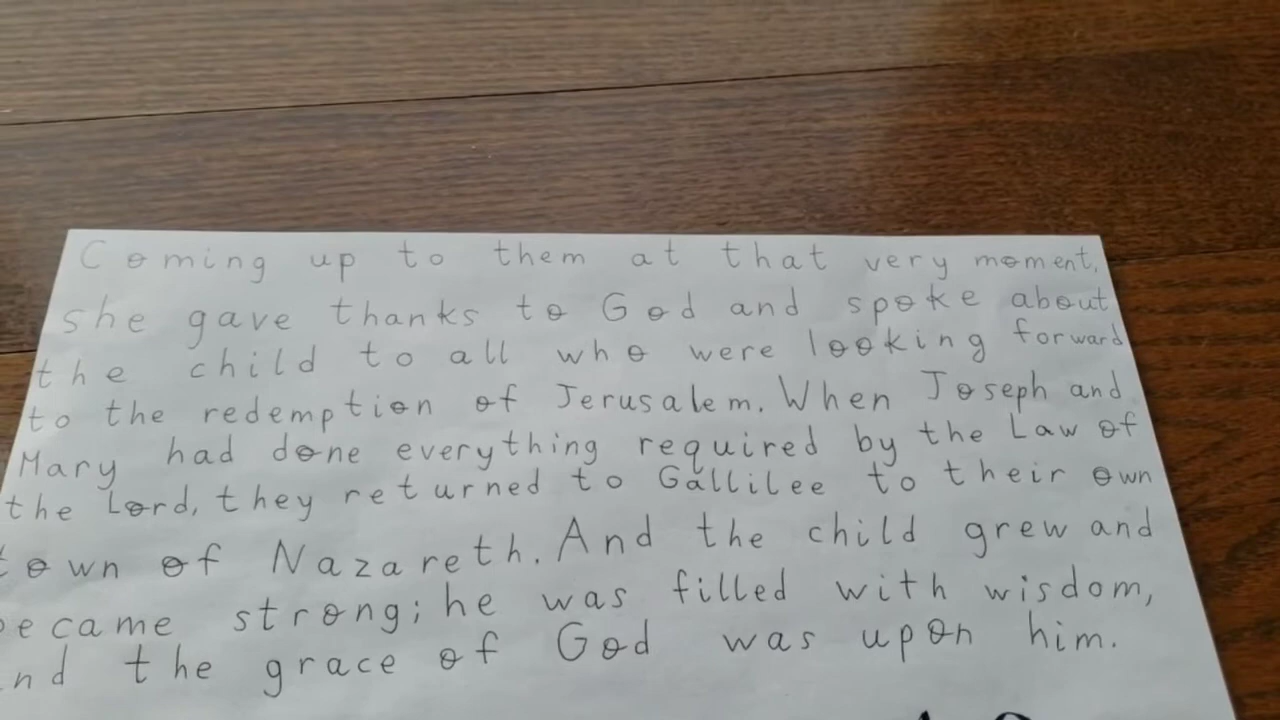 Coming up to them at that very moment,
she gave thanks to God and spoke about
the child to all who were looking forward
to the redemption of Jerusalem. When Joseph and
Mary had done everything required by the Law of
the Lord, they returned to Gallilee to their own
town of Nazareth. And the child grew and
became strong; he was filled with wisdom,
and the grace of God was upon him.